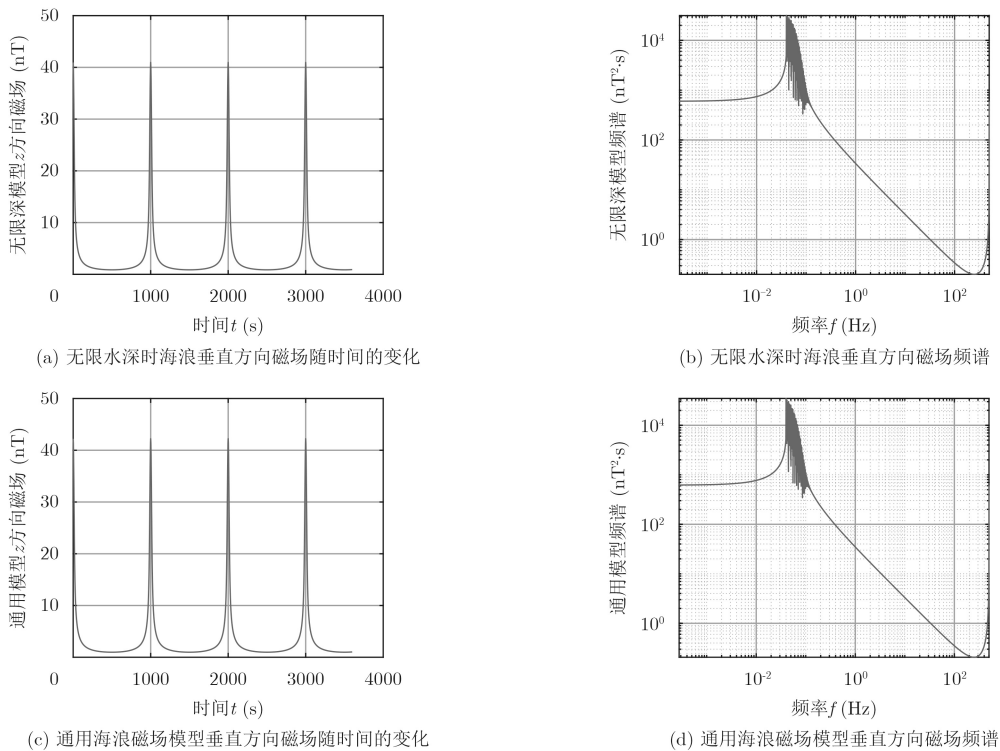 50
40
30
20
10
0
1000
2000
3000
4000
无限深模型z方向磁场 (nT)
时间t (s)
(a) 无限水深时海浪垂直方向磁场随时间的变化
10⁴
10²
10⁰
10⁻²
10⁰
10²
无限深模型频谱 (nT²·s)
频率f (Hz)
(b) 无限水深时海浪垂直方向磁场频谱
50
40
30
20
10
0
1000
2000
3000
4000
通用模型z方向磁场 (nT)
时间t (s)
(c) 通用海浪磁场模型垂直方向磁场随时间的变化
10⁴
10²
10⁰
10⁻²
10⁰
10²
通用模型频谱 (nT²·s)
频率f (Hz)
(d) 通用海浪磁场模型垂直方向磁场频谱